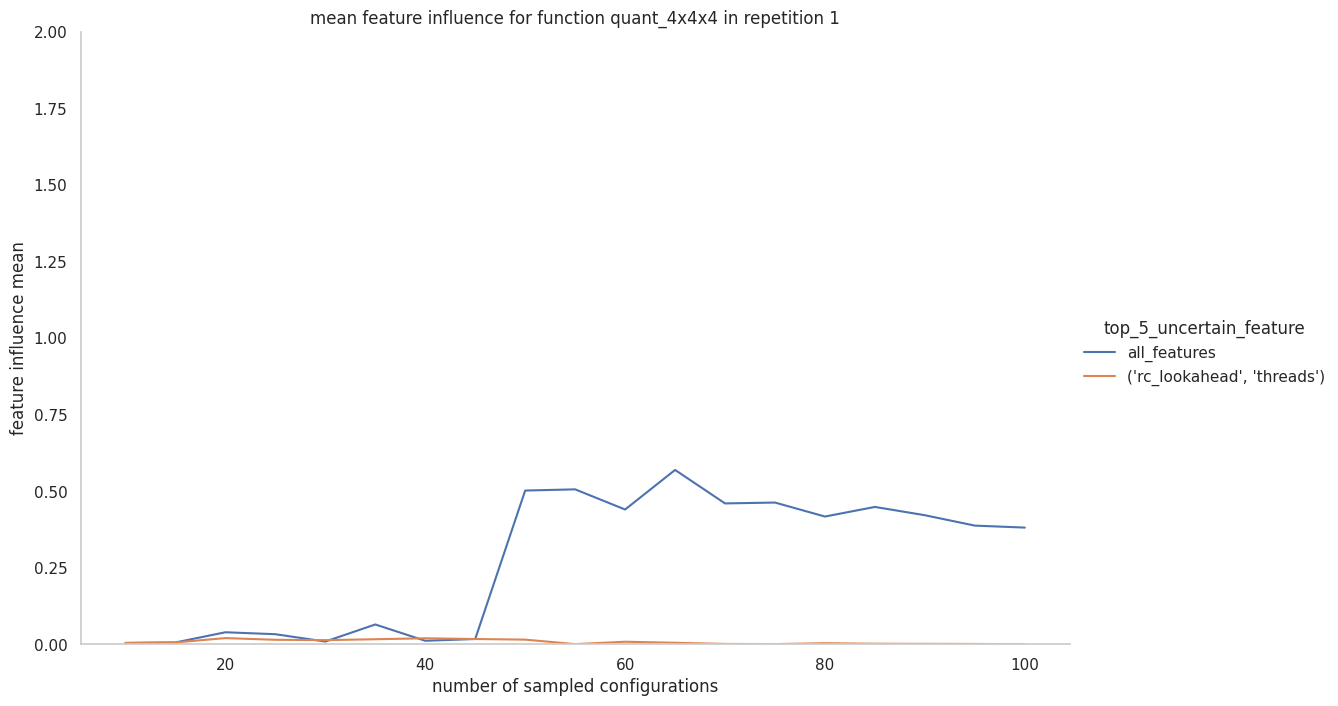 mean feature influence for function quant_4x4x4 in repetition 1
2.00
1.75
1.50
1.25
1.00
0.75
0.50
0.25
0.00
feature influence mean
20
40
60
80
100
number of sampled configurations
top_5_uncertain_feature
all_features
('rc_lookahead', 'threads')